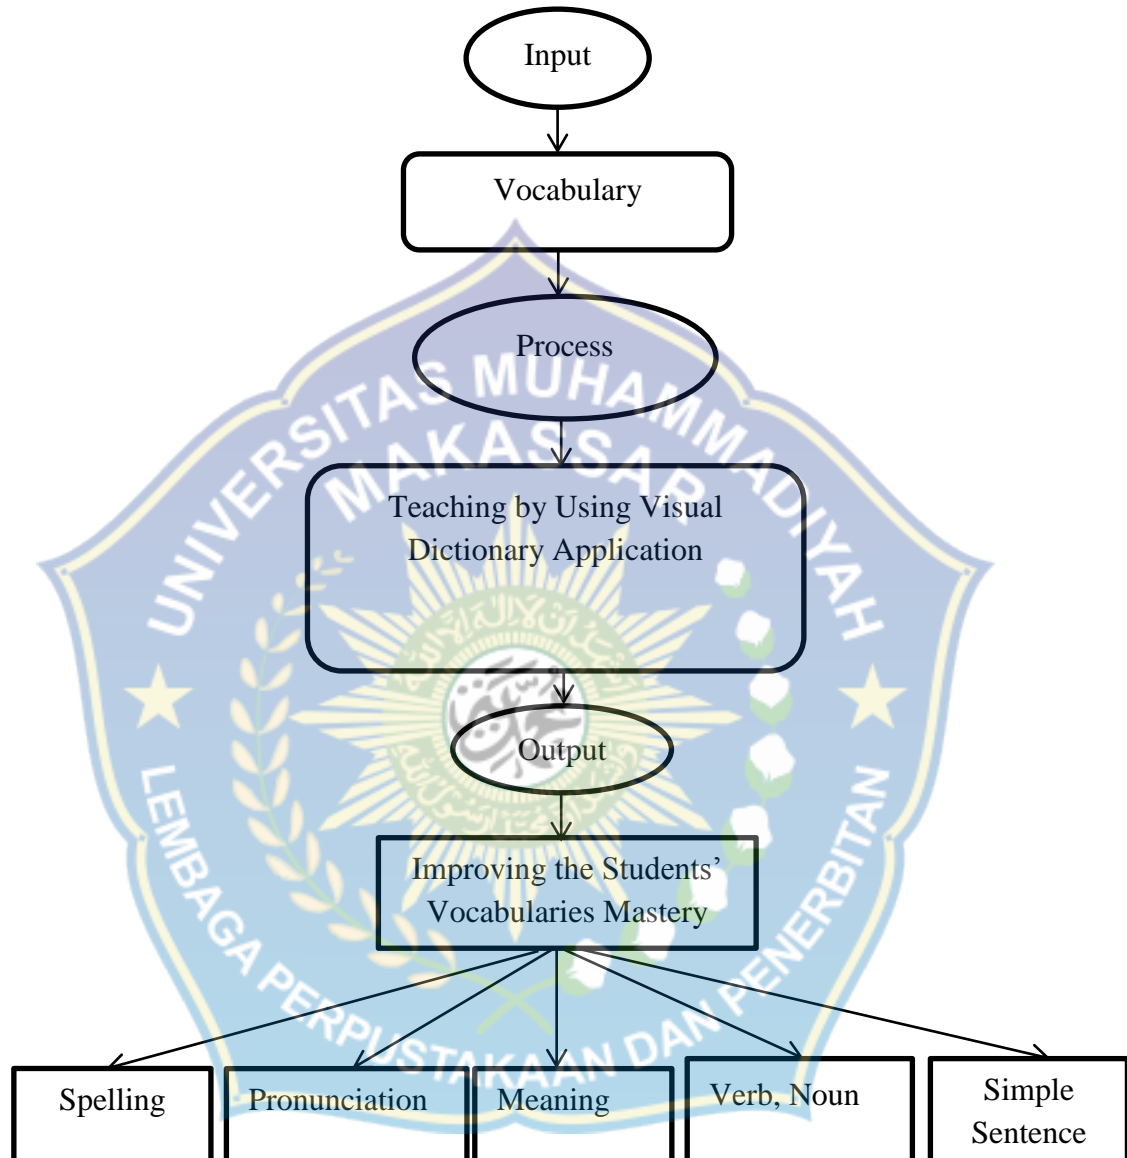 Input
Vocabulary
Process
UNIVERSITAS MUHAMMADIYAH
MAKASSAR
Teaching by Using Visual
Dictionary Application
Output
Improving the Students’
Vocabularies Mastery
LEMBAGA PERPUSTAKAAN DAN PENERBITAN
Spelling
Pronunciation
Meaning
Verb, Noun
Simple
Sentence